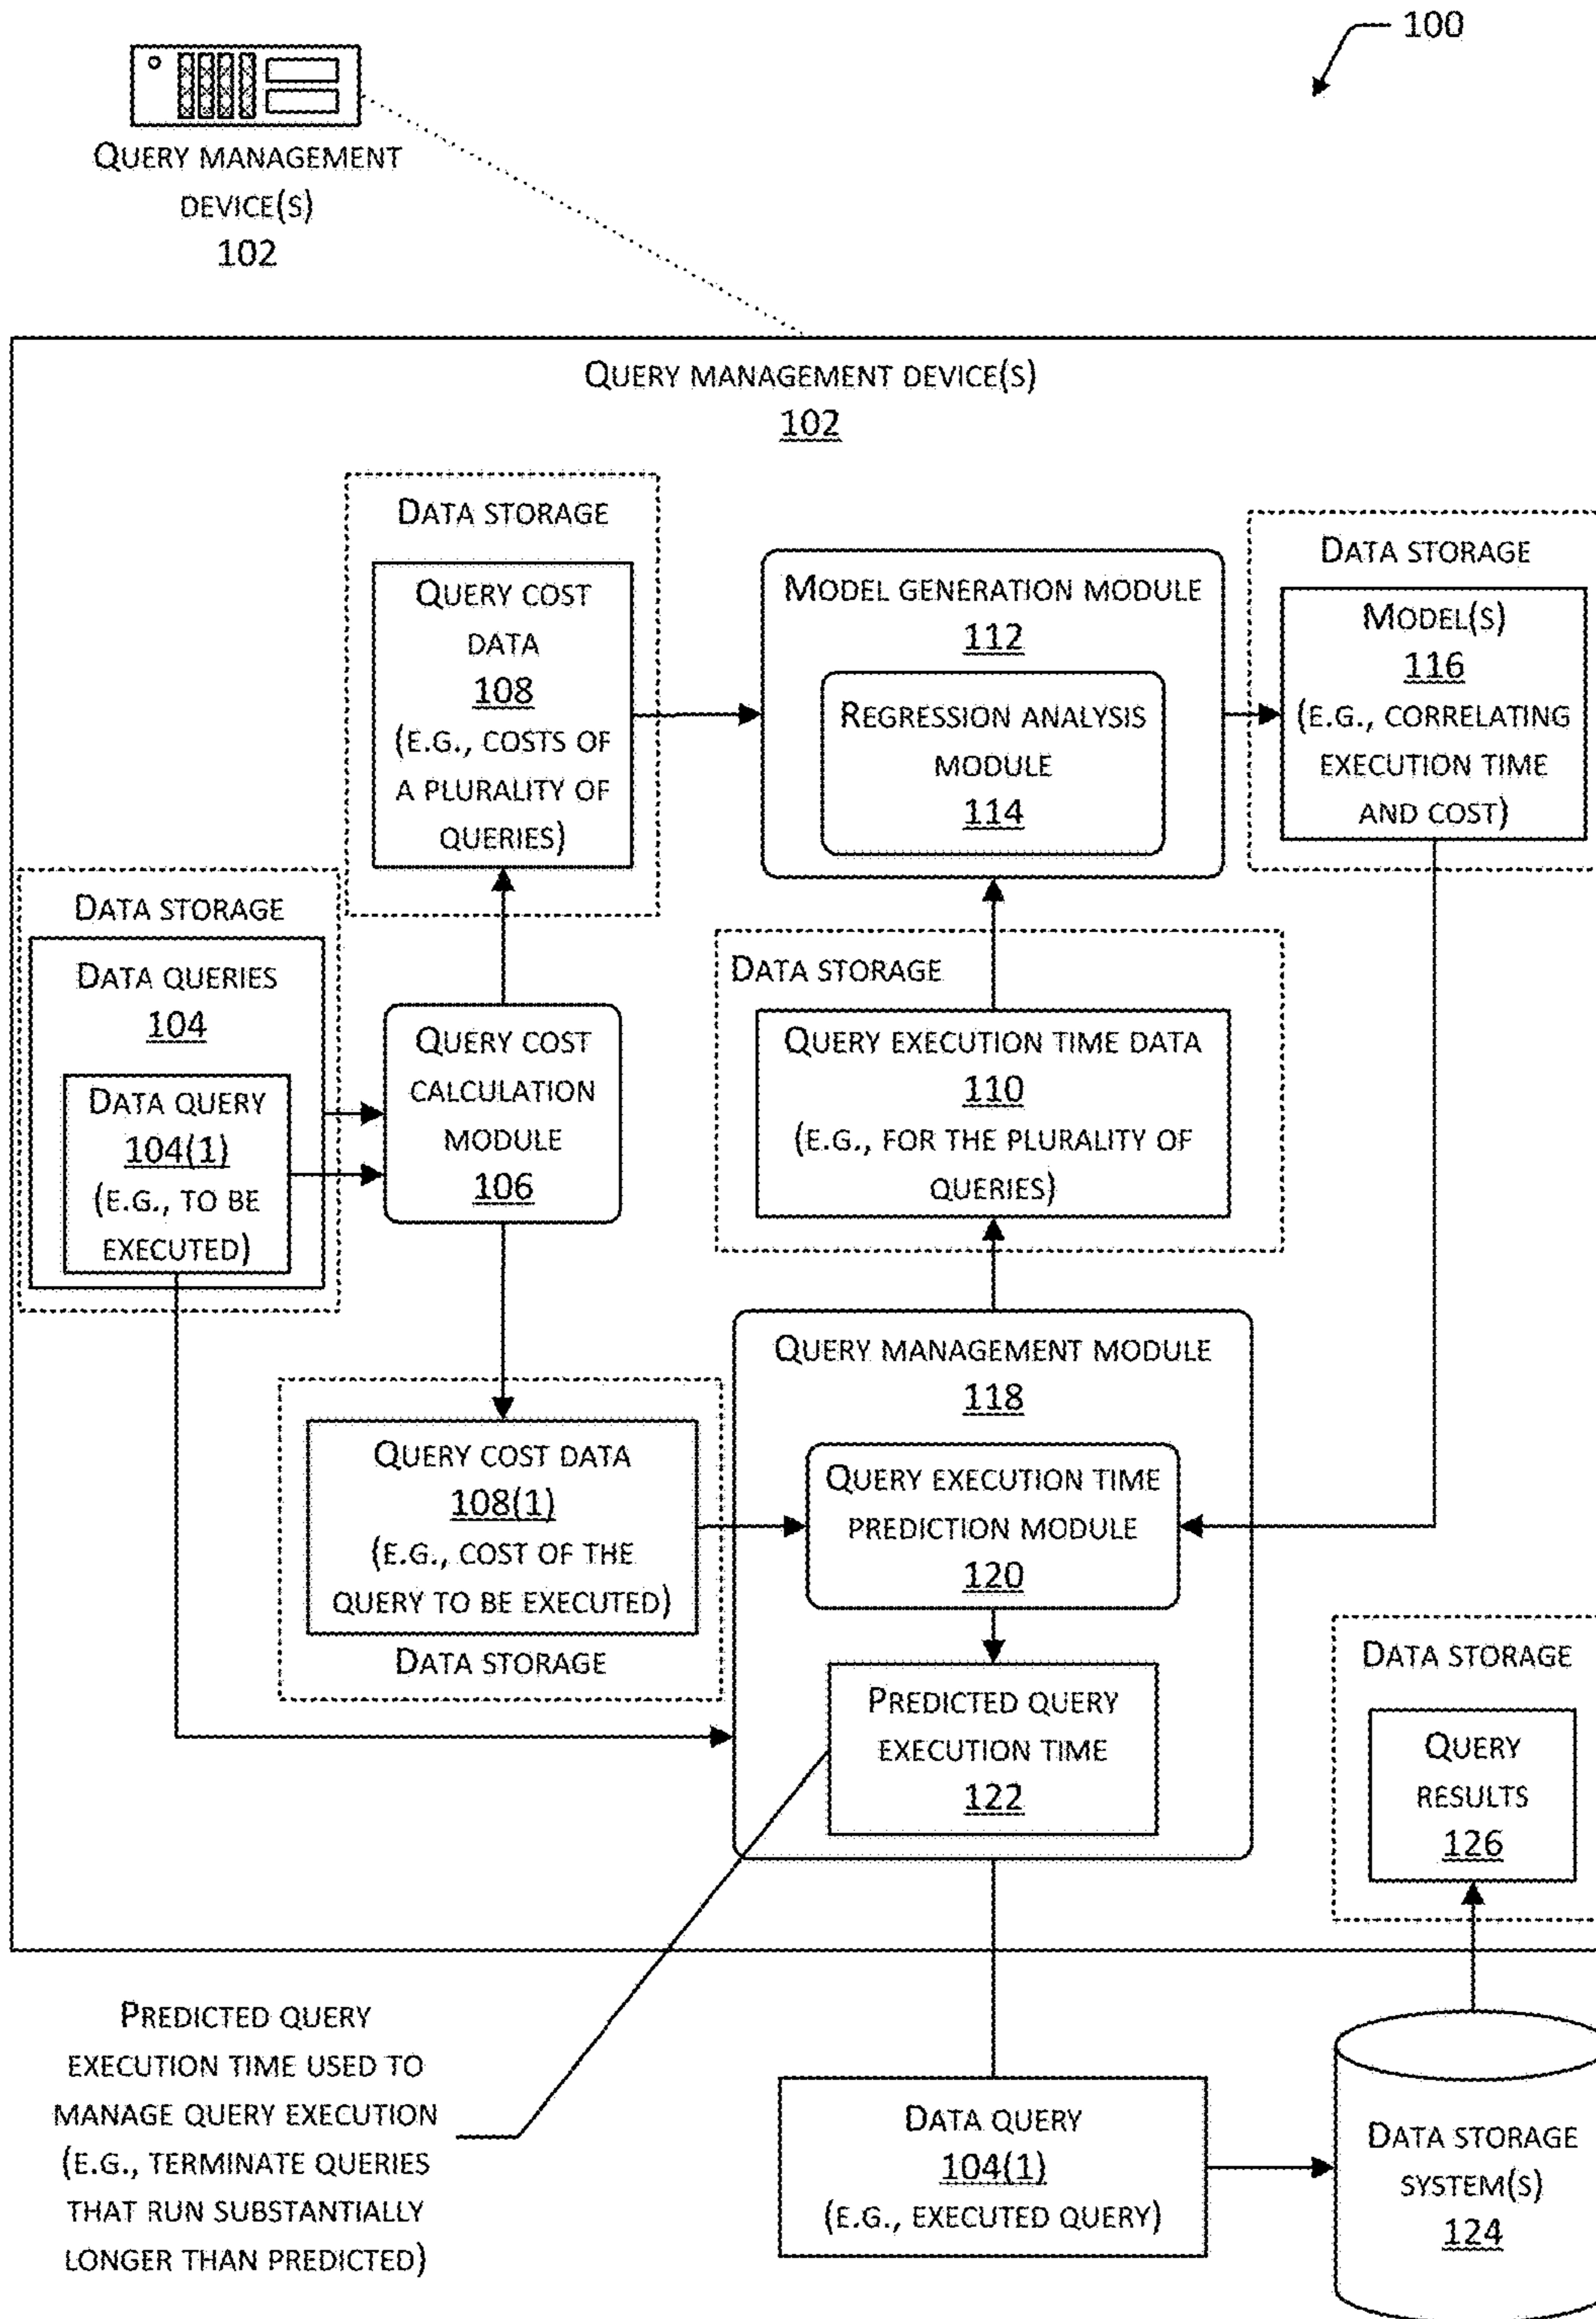 100
QUERY MANAGEMENT
DEVICE(S)
102
QUERY MANAGEMENT DEVICE(S)
102
DATA STORAGE
QUERY COST
DATA
108
(E.G., COSTS OF
A PLURALITY OF
QUERIES)
MODEL GENERATION MODULE
112
REGRESSION ANALYSIS
MODULE
114
DATA STORAGE
MODEL(S)
116
(E.G., CORRELATING
EXECUTION TIME
AND COST)
DATA STORAGE
DATA QUERIES
104
DATA QUERY
104(1)
(E.G., TO BE
EXECUTED)
QUERY COST
CALCULATION
MODULE
106
DATA STORAGE
QUERY EXECUTION TIME DATA
110
(E.G., FOR THE PLURALITY OF
QUERIES)
QUERY COST DATA
108(1)
(E.G., COST OF THE
QUERY TO BE EXECUTED)
DATA STORAGE
QUERY MANAGEMENT MODULE
118
QUERY EXECUTION TIME
PREDICTION MODULE
120
PREDICTED QUERY
EXECUTION TIME
122
DATA STORAGE
QUERY
RESULTS
126
PREDICTED QUERY
EXECUTION TIME USED TO
MANAGE QUERY EXECUTION
(E.G., TERMINATE QUERIES
THAT RUN SUBSTANTIALLY
LONGER THAN PREDICTED)
DATA QUERY
104(1)
(E.G., EXECUTED QUERY)
DATA STORAGE
SYSTEM(S)
124